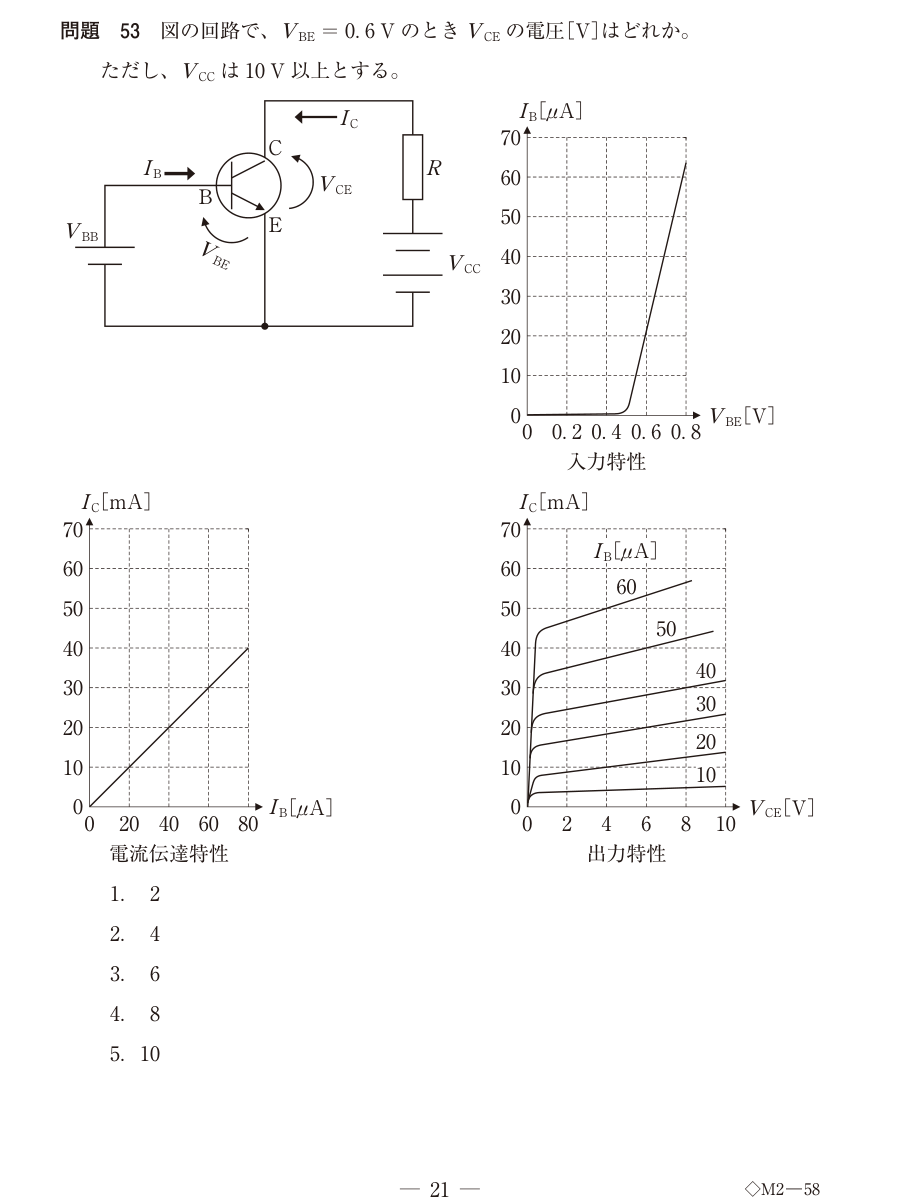 問題 53 図の回路で、VBE = 0.6 V のとき VCE の電圧[V]はどれか。
ただし、VCC は 10 V 以上とする。
IC
C
IB
B
VCE
R
E
VBB
VBE
VCC
IB[μA]
70
60
50
40
30
20
10
0
0 0.2 0.4 0.6 0.8
VBE[V]
入力特性
IC[mA]
70
60
50
40
30
20
10
0
0 20 40 60 80
IB[μA]
電流伝達特性
IC[mA]
70
60
50
40
30
20
10
0
IB[μA]
60
50
40
30
20
10
0 2 4 6 8 10
VCE[V]
出力特性
1. 2
2. 4
3. 6
4. 8
5. 10
— 21 —
◇M2—58